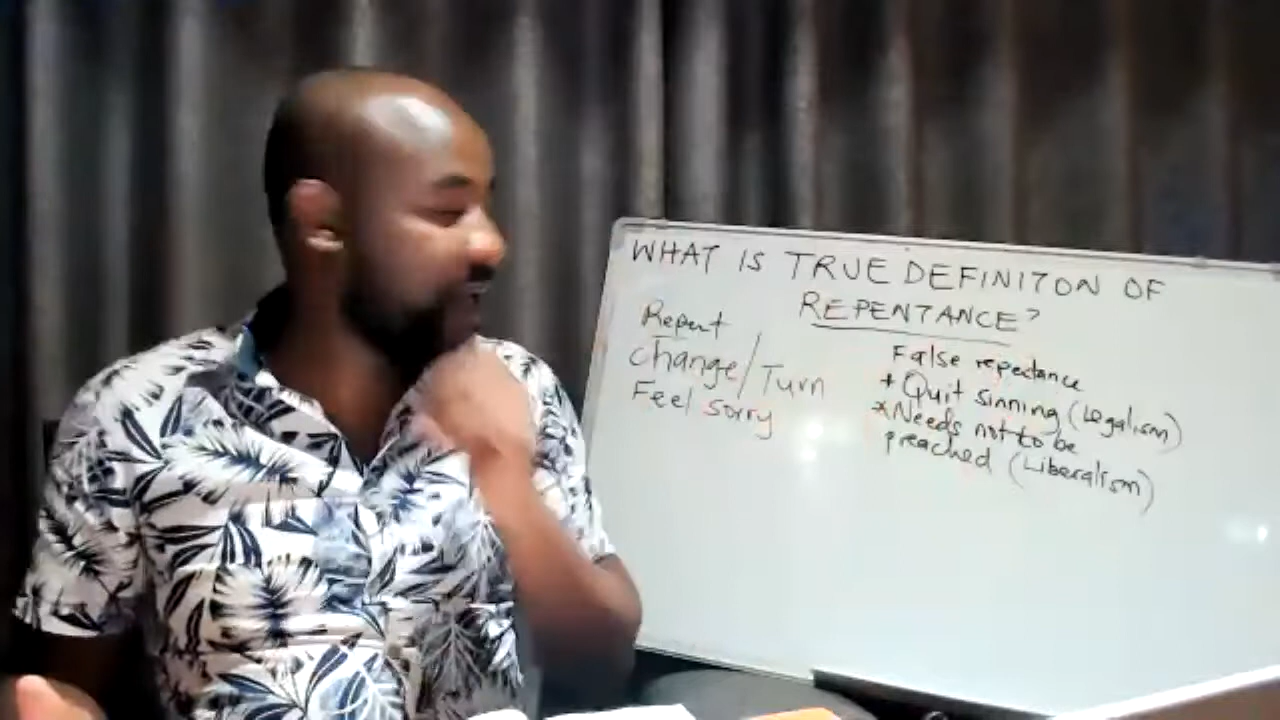 WHAT IS TRUE DEFINITON OF
REPENTANCE?
Repent
Change/Turn
Feel sorry
False repectance
+ Quit sinning (Legalism)
* Needs not to be
preached (Liberalism)